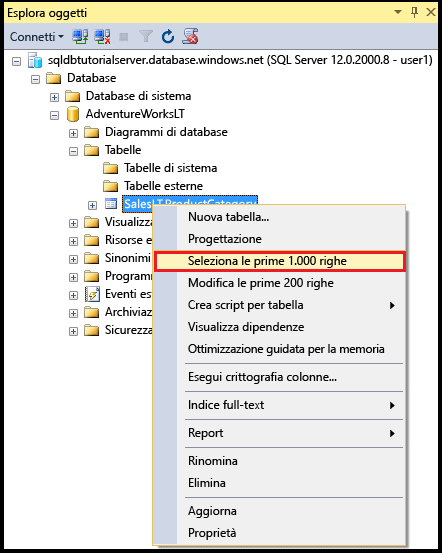 Esplora oggetti
Connetti
sqldbtutorialserver.database.windows.net (SQL Server 12.0.2000.8 - user1)
Database
Database di sistema
AdventureWorksLT
Diagrammi di database
Tabelle
Tabelle di sistema
Tabelle esterne
SalesLT.ProductCategory
Nuova tabella...
Visualizza
Progettazione
Risorse e
Seleziona le prime 1.000 righe
Sinonimi
Modifica le prime 200 righe
Programm
Crea script per tabella
Eventi es
Visualizza dipendenze
Archiviaz
Ottimizzazione guidata per la memoria
Sicurezza
Esegui crittografia colonne...
Indice full-text
Report
Rinomina
Elimina
Aggiorna
Proprietà